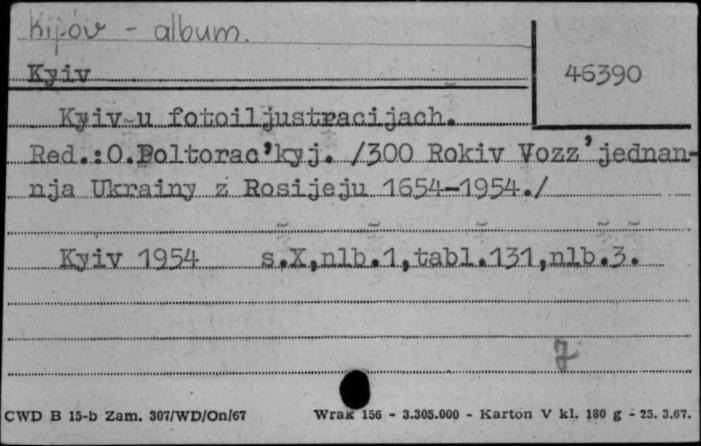 Kijów - album.
Kyiv
46390
Kyiv u fotoiljustracijach.
Red.:O.Poltorac'kyj. /300 Rokiv Vozz'jednan-
nja Ukrainy z Rosijeju 1654-1954./
Kyiv 1954 s.X,nlb.1,tabl.131,nlb.3.
CWD B 15-b Zam. 307/WD/On/67 Wrak 156 - 3.305.000 - Karton V kl. 180 g - 25. 3.67.